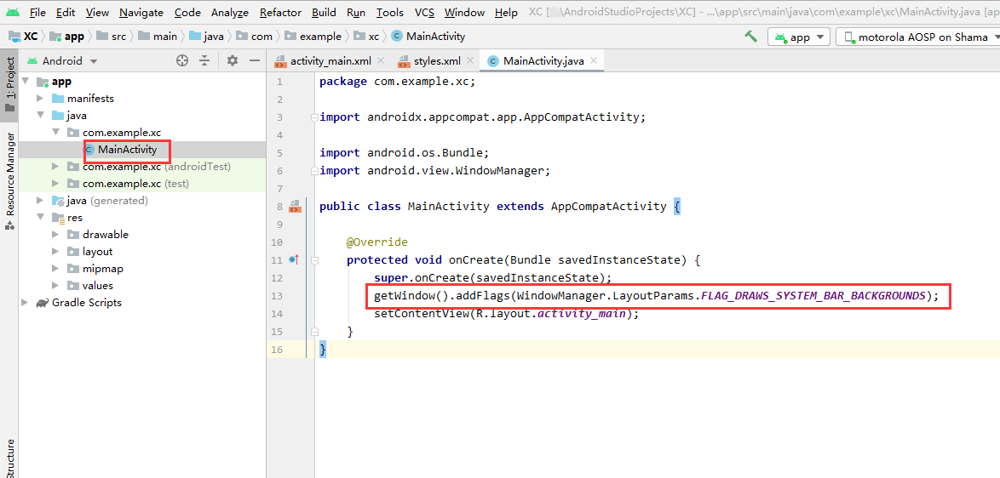 File Edit View Navigate Code Analyze Refactor Build Run Tools VCS Window Help XC [ \AndroidStudioProjects\XC] - ...\app\src\main\java\com\example\xc\MainActivity.java [ap
XC app src main java com example xc MainActivity app motorola AOSP on Shama
1: Project
Resource Manager
Structure
Android
app
manifests
java
com.example.xc
MainActivity
com.example.xc (androidTest)
com.example.xc (test)
java (generated)
res
drawable
layout
mipmap
values
Gradle Scripts
activity_main.xml styles.xml MainActivity.java
1 package com.example.xc;
2
3 import androidx.appcompat.app.AppCompatActivity;
4
5 import android.os.Bundle;
6 import android.view.WindowManager;
7
8 public class MainActivity extends AppCompatActivity {
9
10 @Override
11 protected void onCreate(Bundle savedInstanceState) {
12 super.onCreate(savedInstanceState);
13 getWindow().addFlags(WindowManager.LayoutParams.FLAG_DRAWS_SYSTEM_BAR_BACKGROUNDS);
14 setContentView(R.layout.activity_main);
15 }
16 }